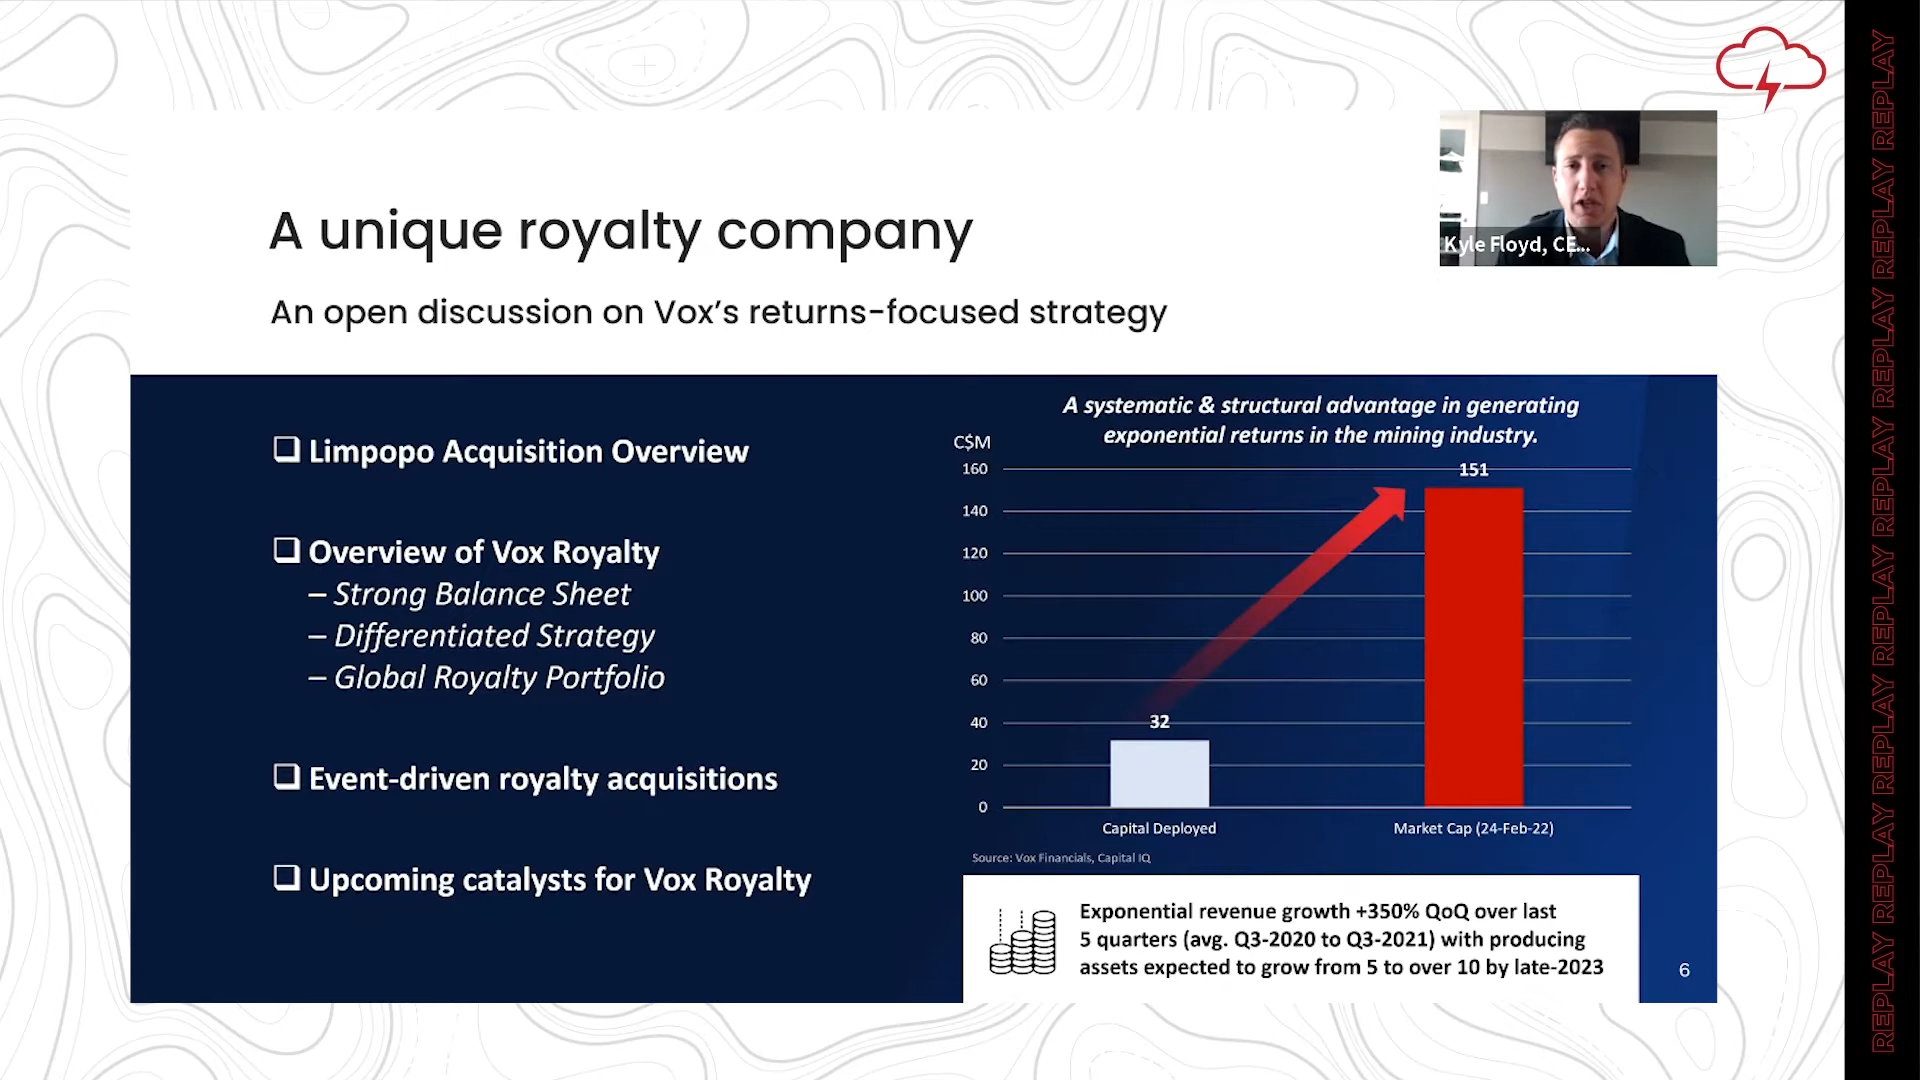 A unique royalty company
An open discussion on Vox's returns-focused strategy
Kyle Floyd, CE...
❑ Limpopo Acquisition Overview
❑ Overview of Vox Royalty
– Strong Balance Sheet
– Differentiated Strategy
– Global Royalty Portfolio
❑ Event-driven royalty acquisitions
❑ Upcoming catalysts for Vox Royalty
A systematic & structural advantage in generating
exponential returns in the mining industry.
C$M
160
140
120
100
80
60
40
20
0
32
151
Capital Deployed
Market Cap (24-Feb-22)
Source: Vox Financials, Capital IQ
Exponential revenue growth +350% QoQ over last
5 quarters (avg. Q3-2020 to Q3-2021) with producing
assets expected to grow from 5 to over 10 by late-2023
6
REPLAY REPLAY REPLAY REPLAY REPLAY REPLAY REPLAY REPLAY REPLAY REPLAY REPLAY